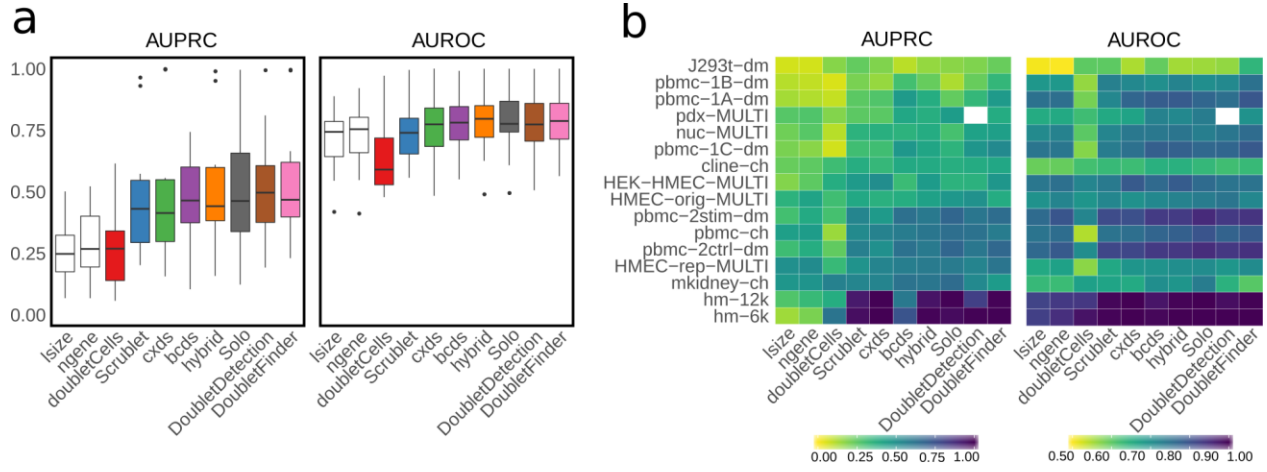 a
AUPRC
AUROC
1.00
0.75
0.50
0.25
0.00
lsize
ngene
doubletCells
Scrublet
cxds
bcds
hybrid
Solo
DoubletDetection
DoubletFinder
lsize
ngene
doubletCells
Scrublet
cxds
bcds
hybrid
Solo
DoubletDetection
DoubletFinder
b
AUPRC
AUROC
J293t-dm
pbmc-1B-dm
pbmc-1A-dm
pdx-MULTI
nuc-MULTI
pbmc-1C-dm
cline-ch
HEK-HMEC-MULTI
HMEC-orig-MULTI
pbmc-2stim-dm
pbmc-ch
pbmc-2ctrl-dm
HMEC-rep-MULTI
mkidney-ch
hm-12k
hm-6k
lsize
ngene
doubletCells
Scrublet
cxds
bcds
hybrid
Solo
DoubletDetection
DoubletFinder
lsize
ngene
doubletCells
Scrublet
cxds
bcds
hybrid
Solo
DoubletDetection
DoubletFinder
0.00 0.25 0.50 0.75 1.00
0.50 0.60 0.70 0.80 0.90 1.00